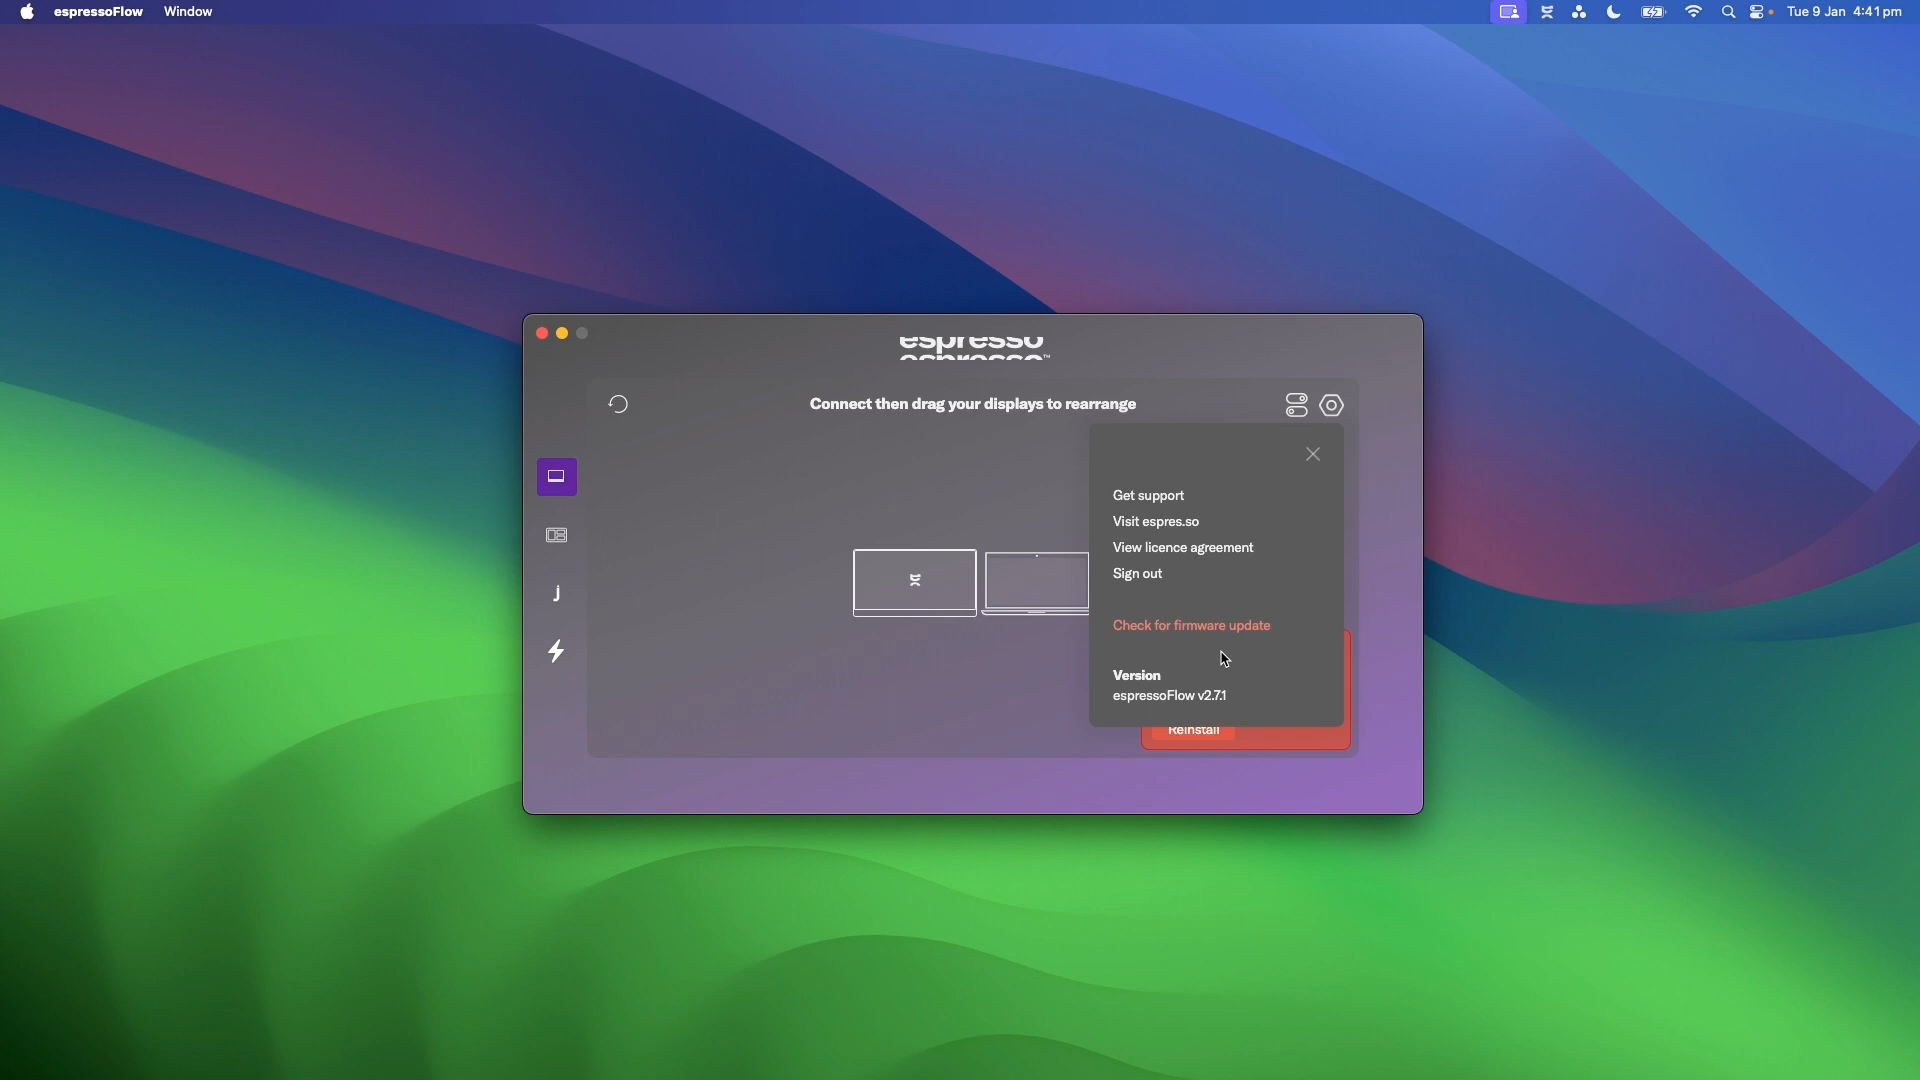 espressoFlow Window
Tue 9 Jan 4:41 pm
espresso
espresso™
Connect then drag your displays to rearrange
Get support
Visit espres.so
View licence agreement
Sign out
j
Check for firmware update
Version
espressoFlow v2.7.1
Reinstall